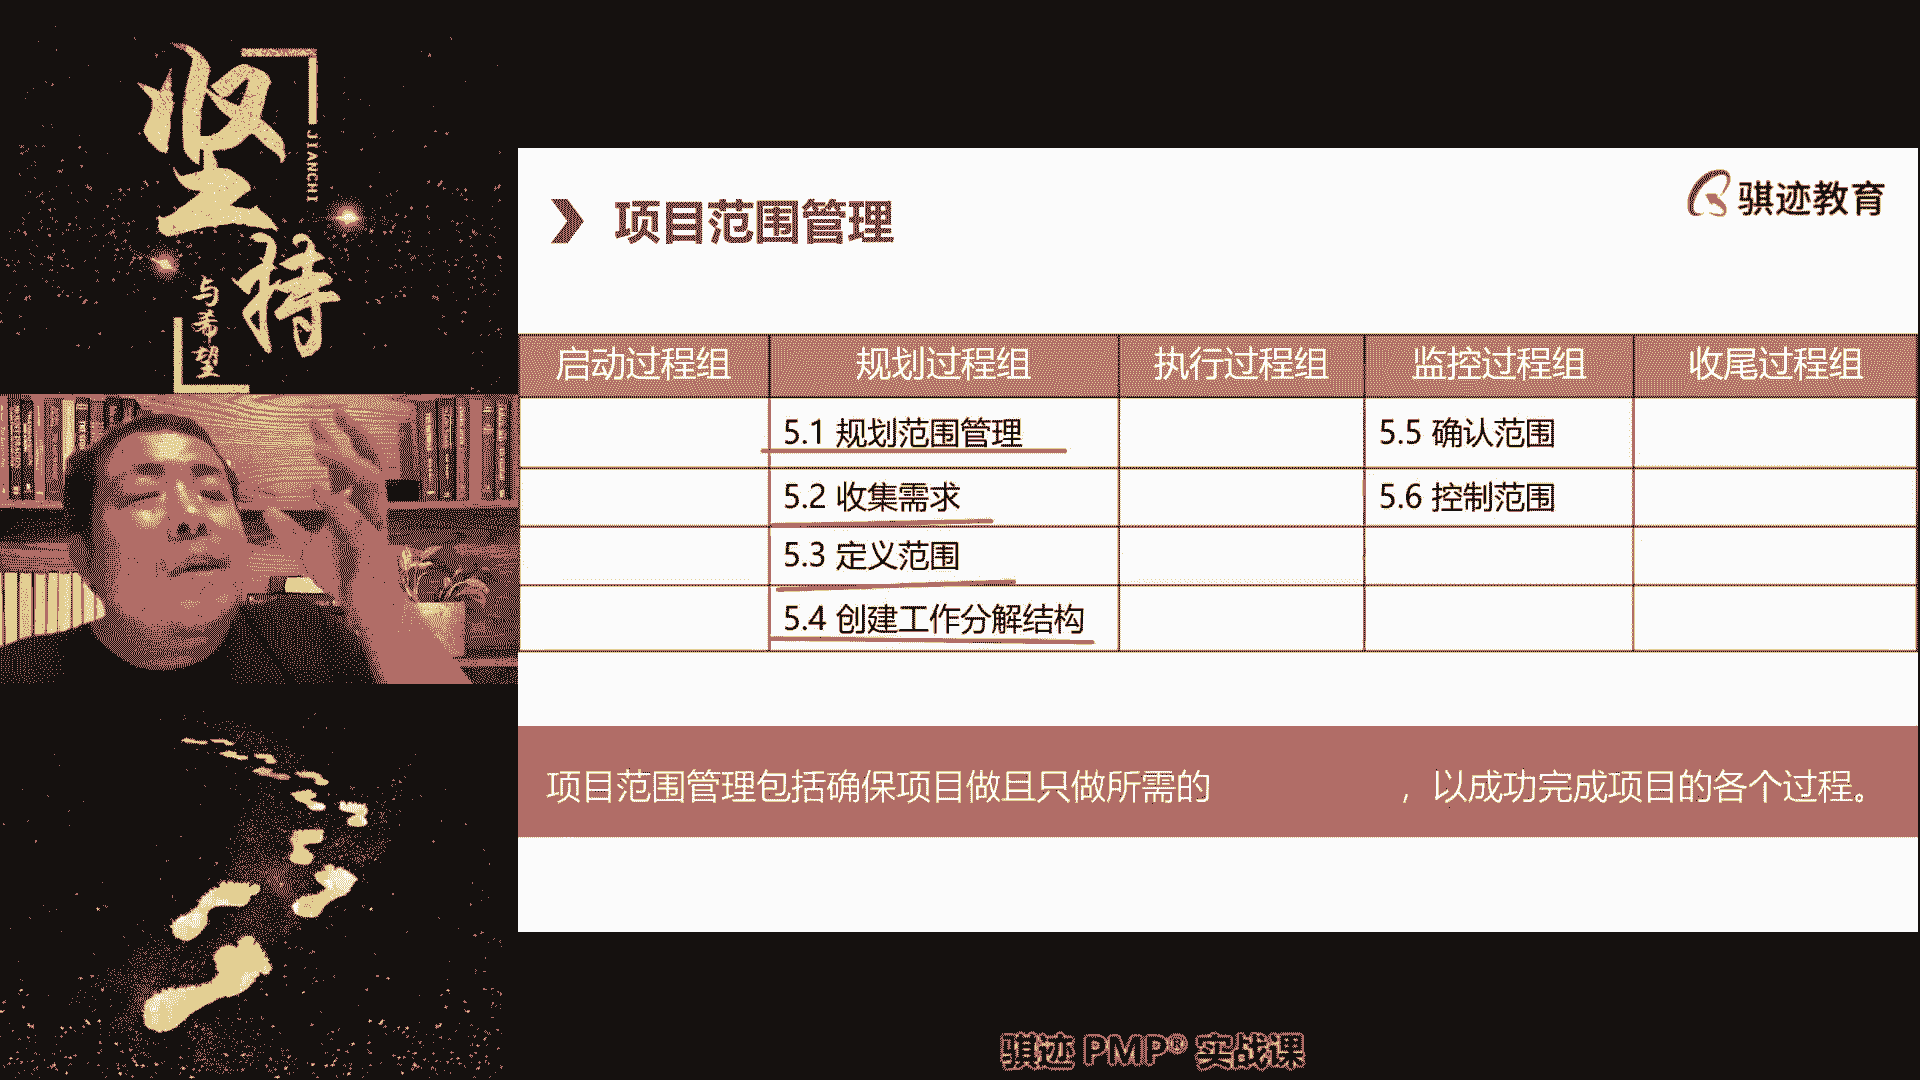 坚持
JIANCHI
与希望
骐迹教育
项目范围管理
启动过程组 规划过程组 执行过程组 监控过程组 收尾过程组
5.1 规划范围管理 5.5 确认范围
5.2 收集需求 5.6 控制范围
5.3 定义范围
5.4 创建工作分解结构
项目范围管理包括确保项目做且只做所需的 ，以成功完成项目的各个过程。
骐迹 PMP® 实战课